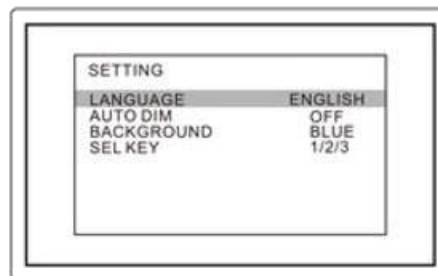 SETTING
LANGUAGE ENGLISH
AUTO DIM OFF
BACKGROUND BLUE
SEL KEY 1/2/3